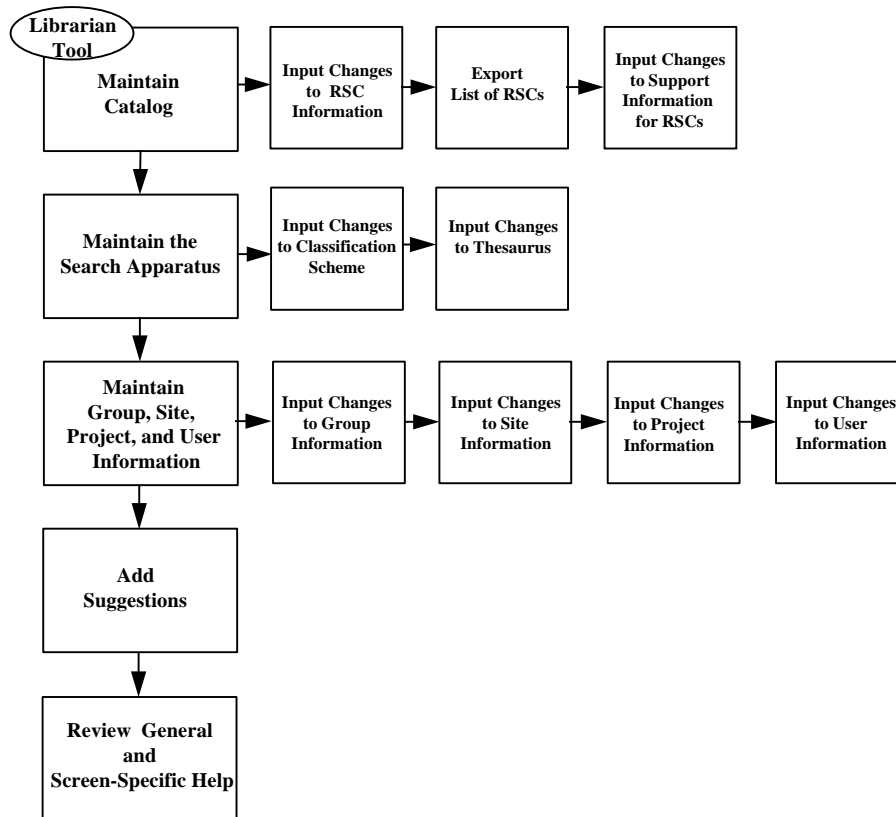 Librarian
Tool
Maintain
Catalog
Input Changes
to RSC
Information
Export
List of RSCs
Input Changes
to Support
Information
for RSCs
Maintain the
Search Apparatus
Input Changes
to Classification
Scheme
Input Changes
to Thesaurus
Maintain
Group, Site,
Project, and User
Information
Input Changes
to Group
Information
Input Changes
to Site
Information
Input Changes
to Project
Information
Input Changes
to User
Information
Add
Suggestions
Review General
and
Screen-Specific Help